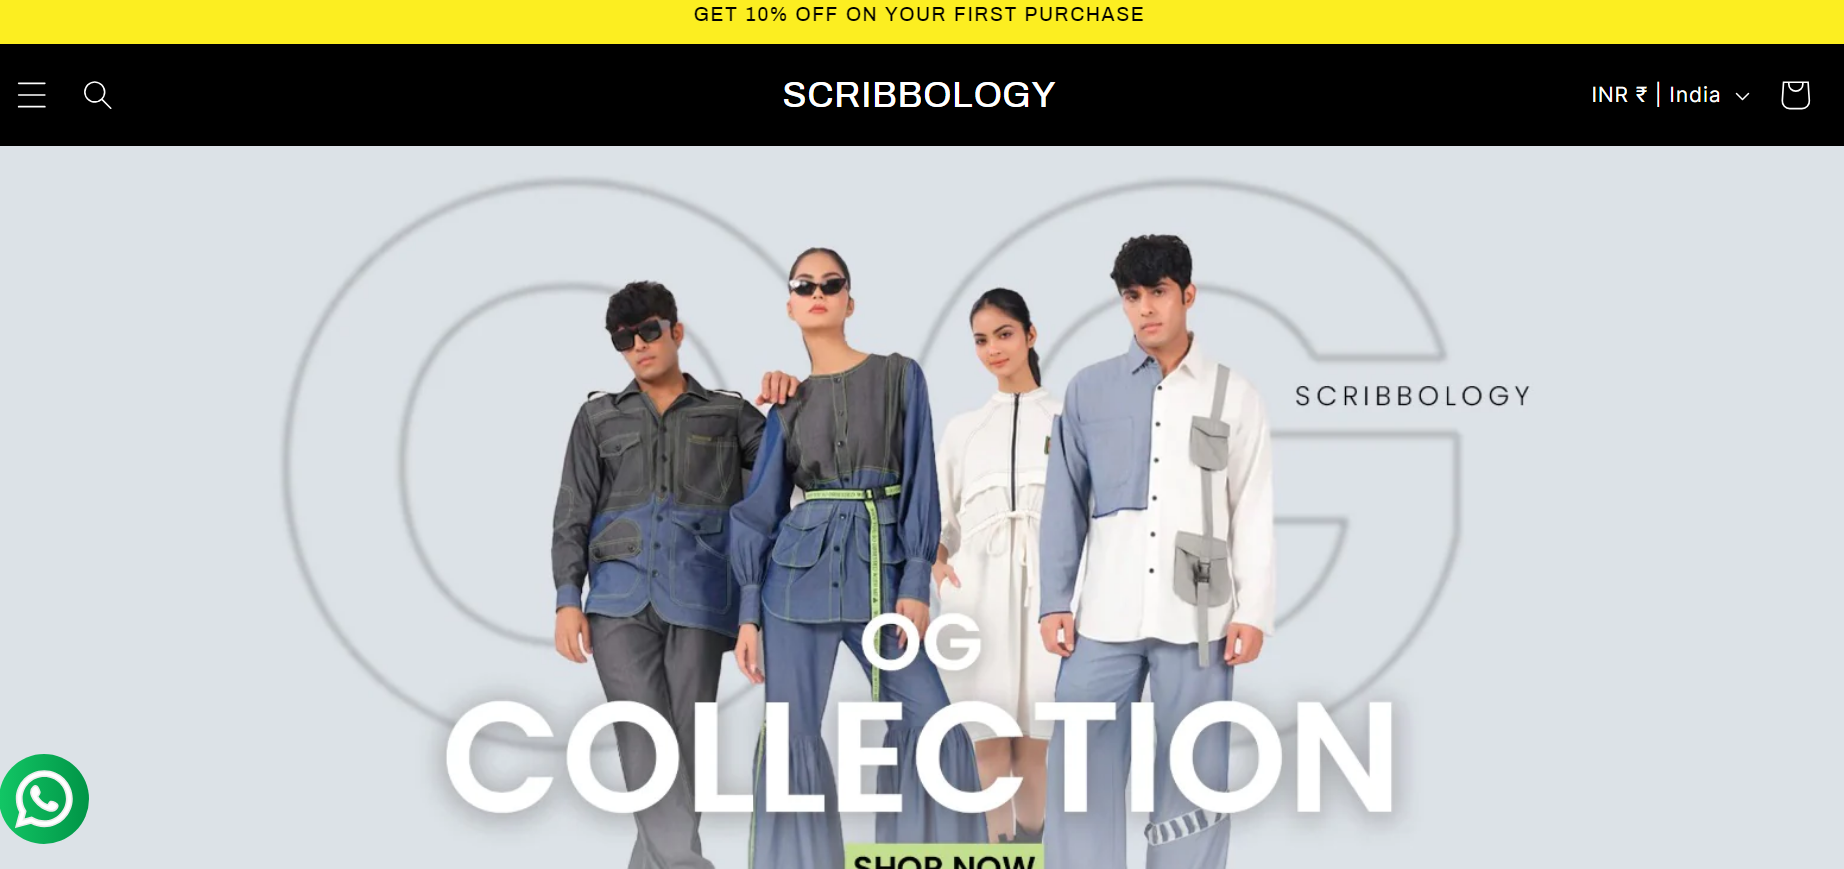 GET 10% OFF ON YOUR FIRST PURCHASE
SCRIBBOLOGY
INR ₹ | India
SCRIBBOLOGY
OG
COLLECTION
SHOP NOW